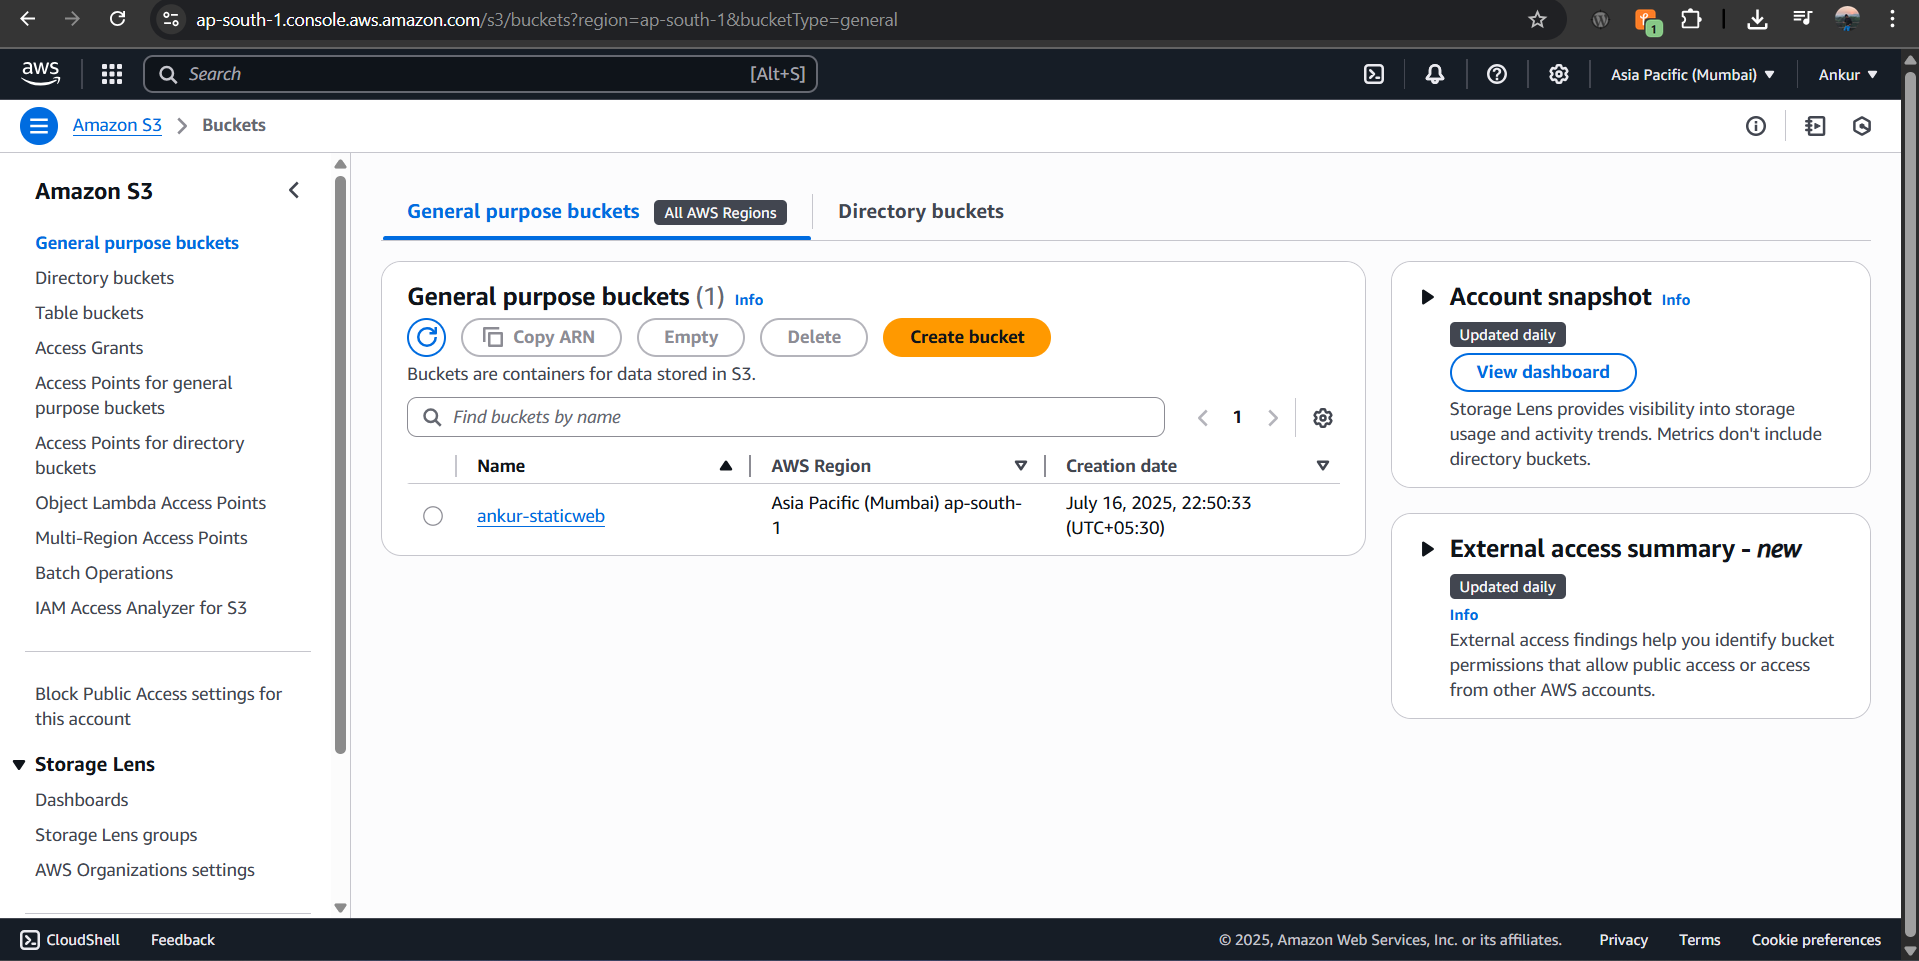 ap-south-1.console.aws.amazon.com/s3/buckets?region=ap-south-1&bucketType=general
1
aws
Search
[Alt+S]
Asia Pacific (Mumbai)
Ankur
Amazon S3
Buckets
Amazon S3
General purpose buckets
Directory buckets
Table buckets
Access Grants
Access Points for general
purpose buckets
Access Points for directory
buckets
Object Lambda Access Points
Multi-Region Access Points
Batch Operations
IAM Access Analyzer for S3
Block Public Access settings for
this account
Storage Lens
Dashboards
Storage Lens groups
AWS Organizations settings
General purpose buckets
All AWS Regions
Directory buckets
General purpose buckets (1) Info
Copy ARN
Empty
Delete
Create bucket
Buckets are containers for data stored in S3.
Find buckets by name
1
Name
AWS Region
Creation date
ankur-staticweb
Asia Pacific (Mumbai) ap-south-
1
July 16, 2025, 22:50:33
(UTC+05:30)
Account snapshot Info
Updated daily
View dashboard
Storage Lens provides visibility into storage
usage and activity trends. Metrics don't include
directory buckets.
External access summary - new
Updated daily
Info
External access findings help you identify bucket
permissions that allow public access or access
from other AWS accounts.
CloudShell
Feedback
© 2025, Amazon Web Services, Inc. or its affiliates.
Privacy
Terms
Cookie preferences